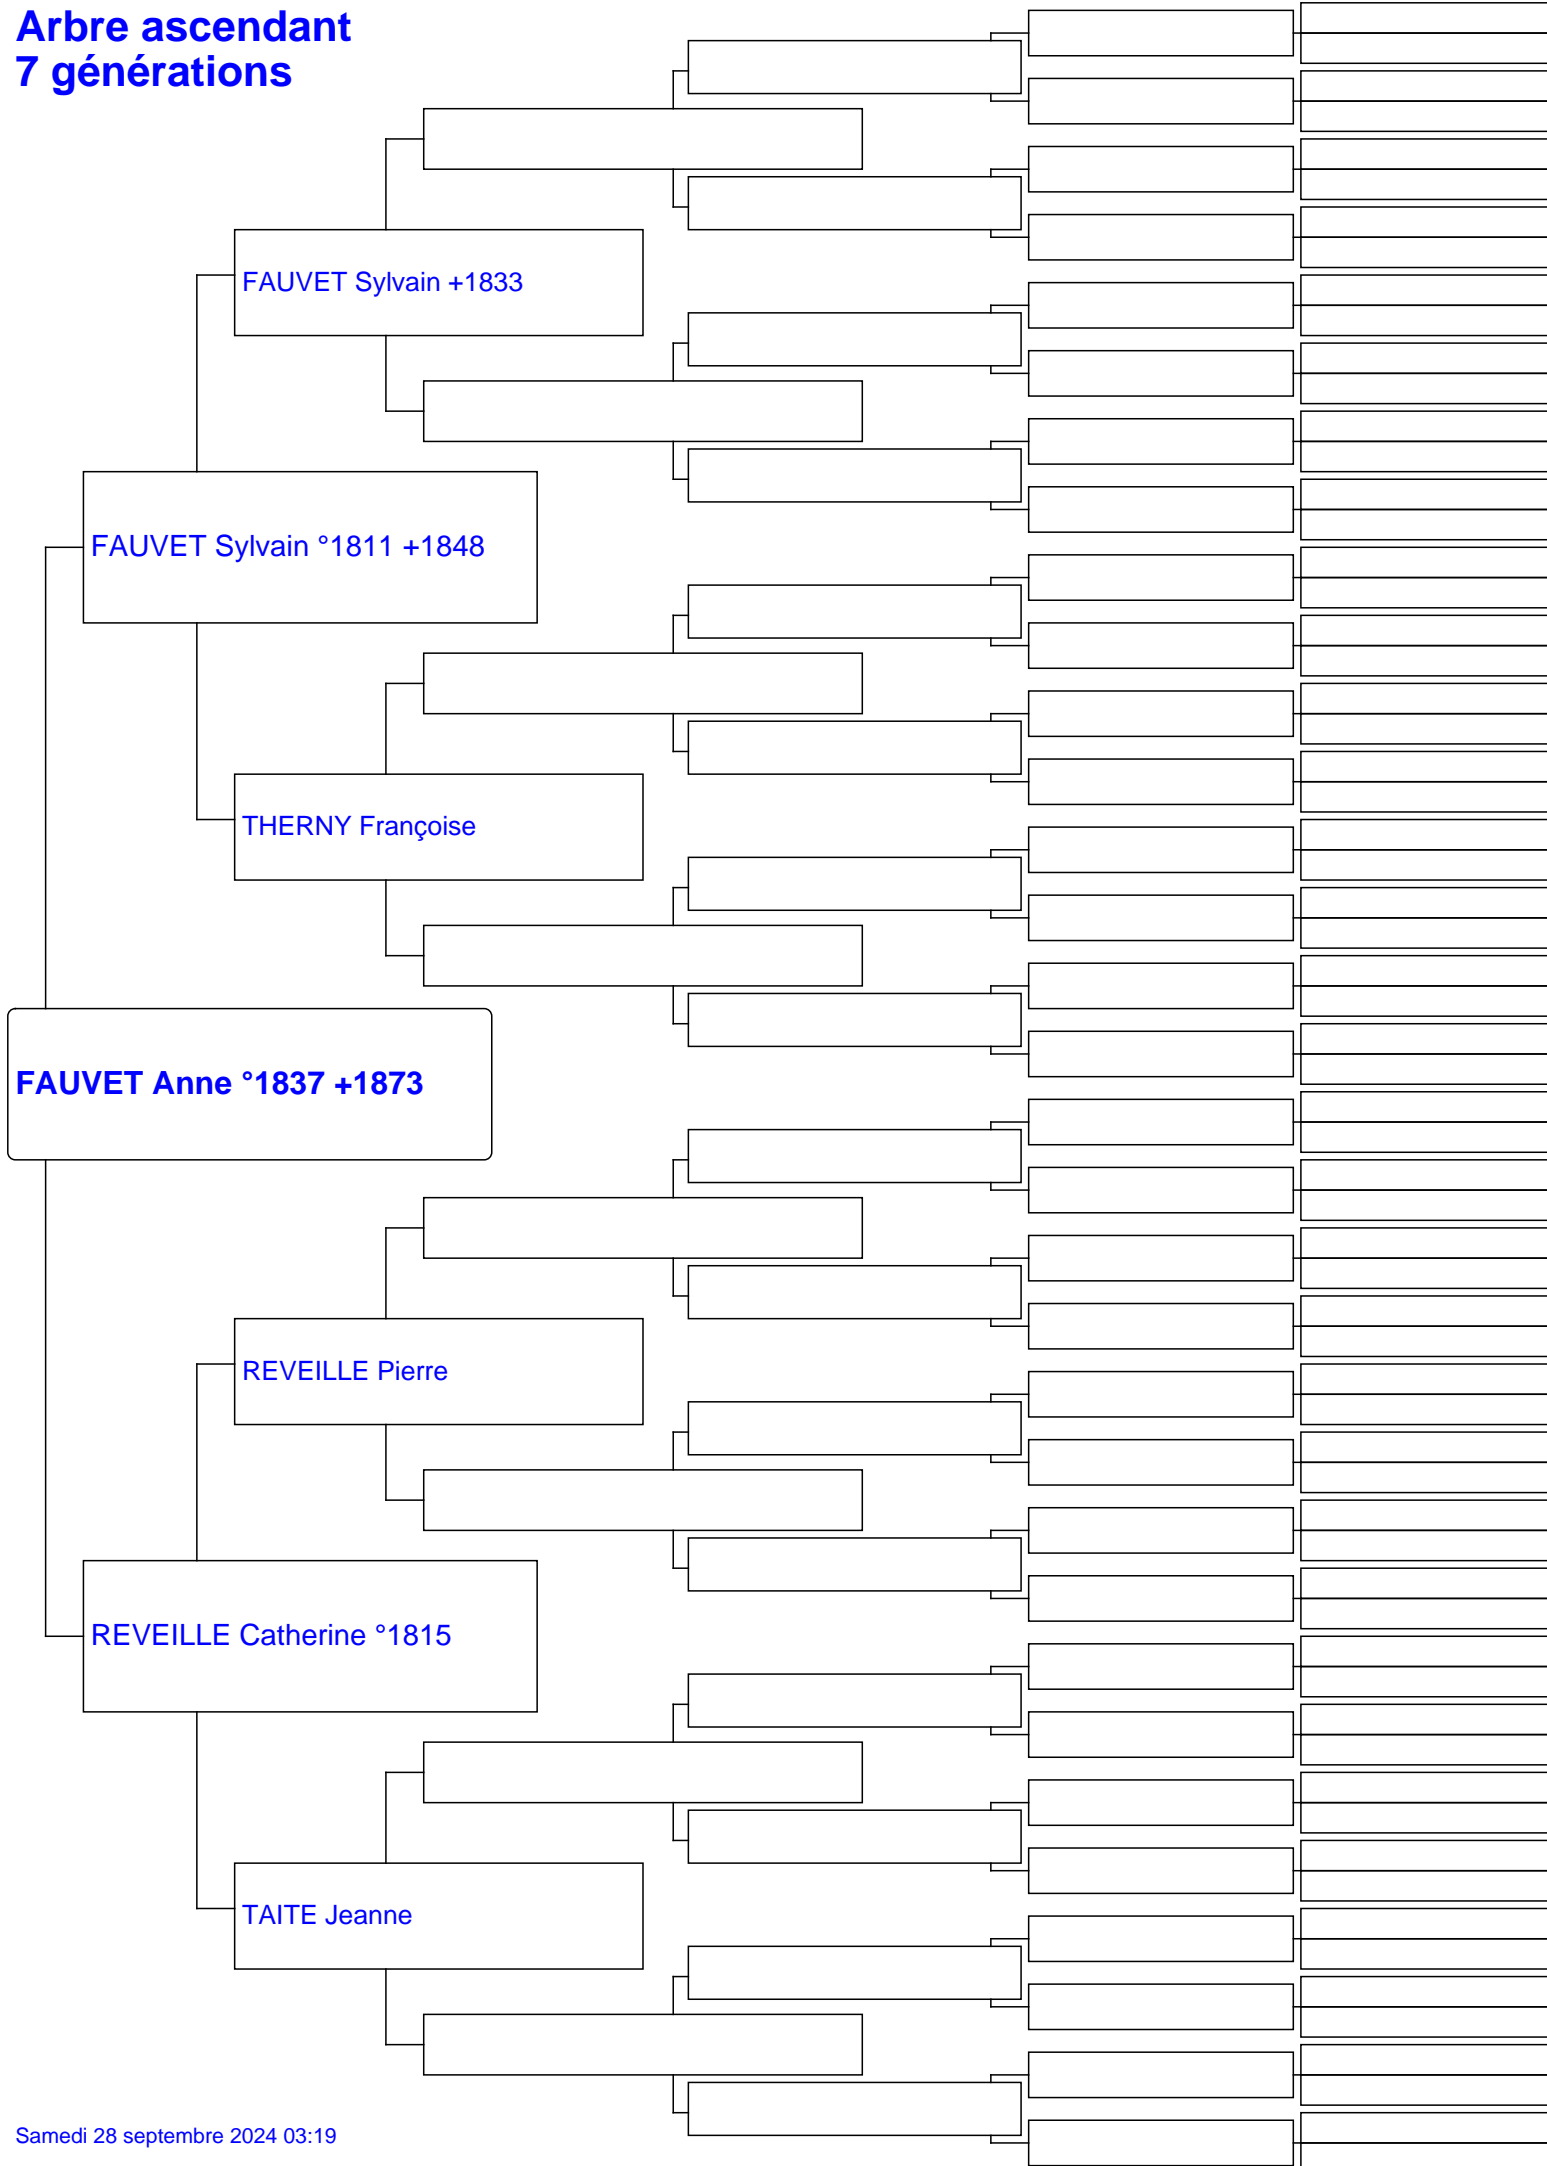 Arbre ascendant
7 générations
FAUVET Sylvain +1833
FAUVET Sylvain °1811 +1848
THERNY Françoise
FAUVET Anne °1837 +1873
REVEILLE Pierre
REVEILLE Catherine °1815
TAITE Jeanne
Samedi 28 septembre 2024 03:19